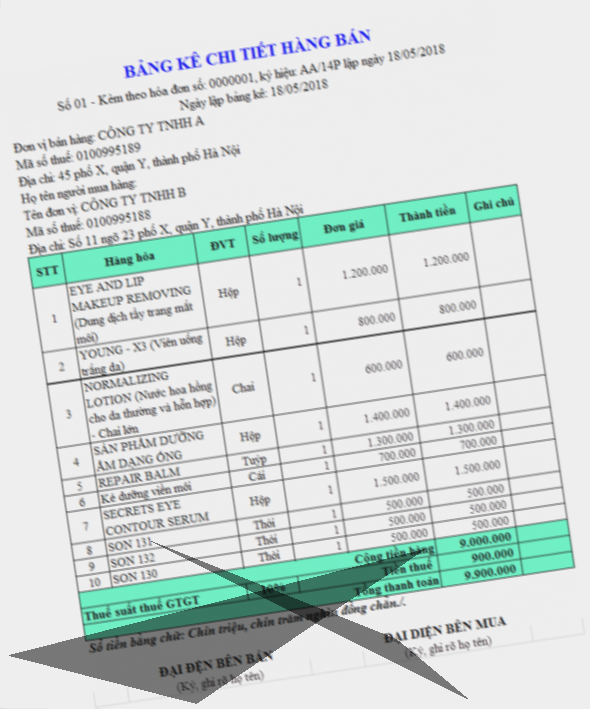 BẢNG KÊ CHI TIẾT HÀNG BÁN
Số 01 - Kèm theo hóa đơn số: 0000001, ký hiệu: AA/14P lập ngày 18/05/2018
Ngày lập bảng kê: 18/05/2018
Đơn vị bán hàng: CÔNG TY TNHH A
Mã số thuế: 0100995189
Địa chỉ: 45 phố X, quận Y, thành phố Hà Nội
Họ tên người mua hàng:
Tên đơn vị: CÔNG TY TNHH B
Mã số thuế: 0100995188
Địa chỉ: Số 11 ngõ 23 phố X, quận Y, thành phố Hà Nội
STT Hàng hóa ĐVT Số lượng Đơn giá Thành tiền Ghi chú
1 EYE AND LIP MAKEUP REMOVING (Dung dịch tẩy trang mắt môi) Hộp 1 1.200.000 1.200.000
2 YOUNG - X3 (Viên uống trắng da) Hộp 1 800.000 800.000
3 NORMALIZING LOTION (Nước hoa hồng cho da thường và hỗn hợp) - Chai lớn Chai 1 600.000 600.000
4 SẢN PHẨM DƯỠNG ẨM DẠNG ỐNG Hộp 1 1.400.000 1.400.000
5 REPAIR BALM Tuýp 1 1.300.000 1.300.000
6 Kẻ dưỡng viền môi Cái 1 700.000 700.000
7 SECRETS EYE CONTOUR SERUM Hộp 1 1.500.000 1.500.000
8 SON 131 Thỏi 1 500.000 500.000
9 SON 132 Thỏi 1 500.000 500.000
10 SON 130 Thỏi 1 500.000 500.000
Cộng tiền hàng 9.000.000
Thuế suất thuế GTGT 10% Tiền thuế 900.000
Tổng thanh toán 9.900.000
Số tiền bằng chữ: Chín triệu, chín trăm nghìn đồng chẵn./.
ĐẠI DIỆN BÊN MUA
(Ký, ghi rõ họ tên)
ĐẠI ĐỆN BÊN BÁN
(Ký, ghi rõ họ tên)